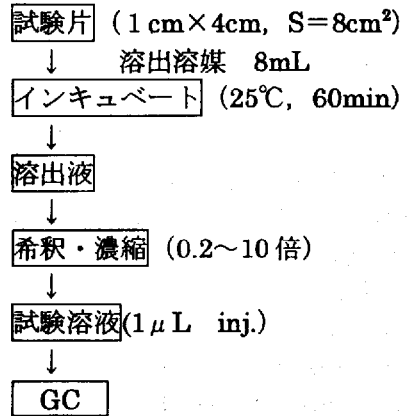 試験片 (1cm×4cm, S=8cm²)
↓ 溶出溶媒 8mL
インキュベート (25℃, 60min)
↓
溶出液
↓
希釈・濃縮 (0.2～10倍)
↓
試験溶液(1μL inj.)
↓
GC